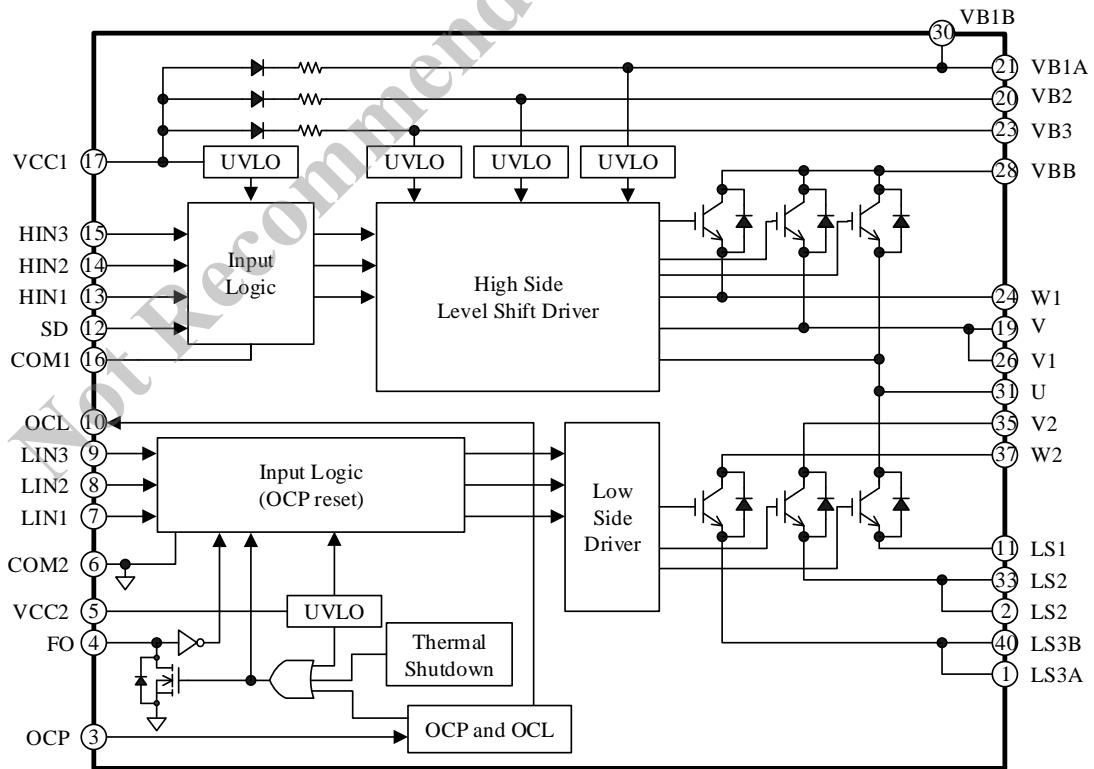 VB1B
30
21 VB1A
20 VB2
23 VB3
VCC1 17
UVLO
UVLO
UVLO
UVLO
28 VBB
HIN3 15
HIN2 14
HIN1 13
SD 12
COM1 16
Input
Logic
High Side
Level Shift Driver
24 W1
19 V
26 V1
31 U
OCL 10
35 V2
LIN3 9
37 W2
LIN2 8
LIN1 7
Input Logic
(OCP reset)
Low
Side
Driver
COM2 6
11 LS1
33 LS2
VCC2 5
UVLO
2 LS2
FO 4
Thermal
Shutdown
40 LS3B
1 LS3A
OCP and OCL
OCP 3
Not Recommend